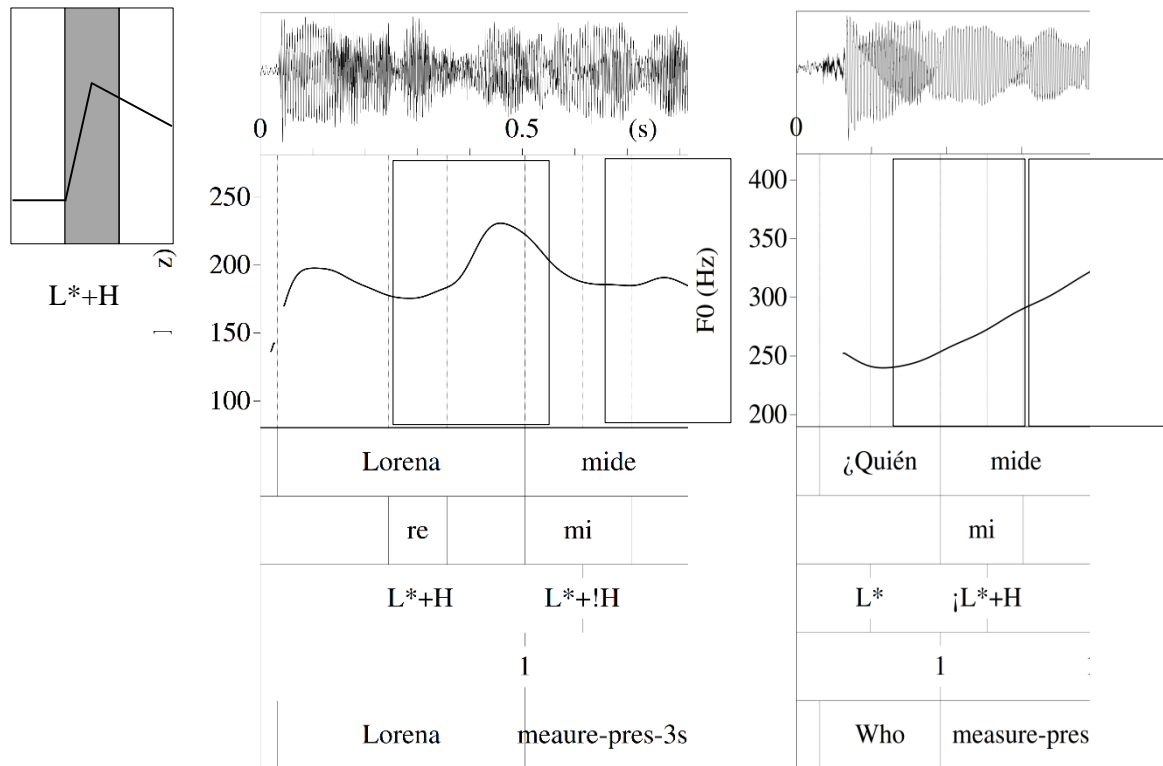 L*+H
z)
0 0.5 (s)
250
200
150
100
Lorena mide
re mi
L*+H L*+!H
1
Lorena meaure-pres-3s
0
F0 (Hz)
400
350
300
250
200
¿Quién mide
mi
L* ¡L*+H
1
Who measure-pres